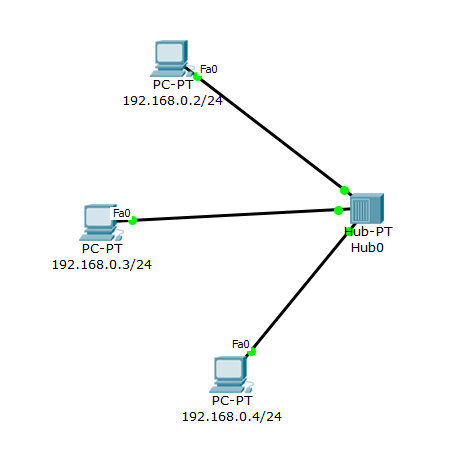 Fa0
PC-PT
192.168.0.2/24
Fa0
PC-PT
192.168.0.3/24
Hub-PT
Hub0
Fa0
PC-PT
192.168.0.4/24